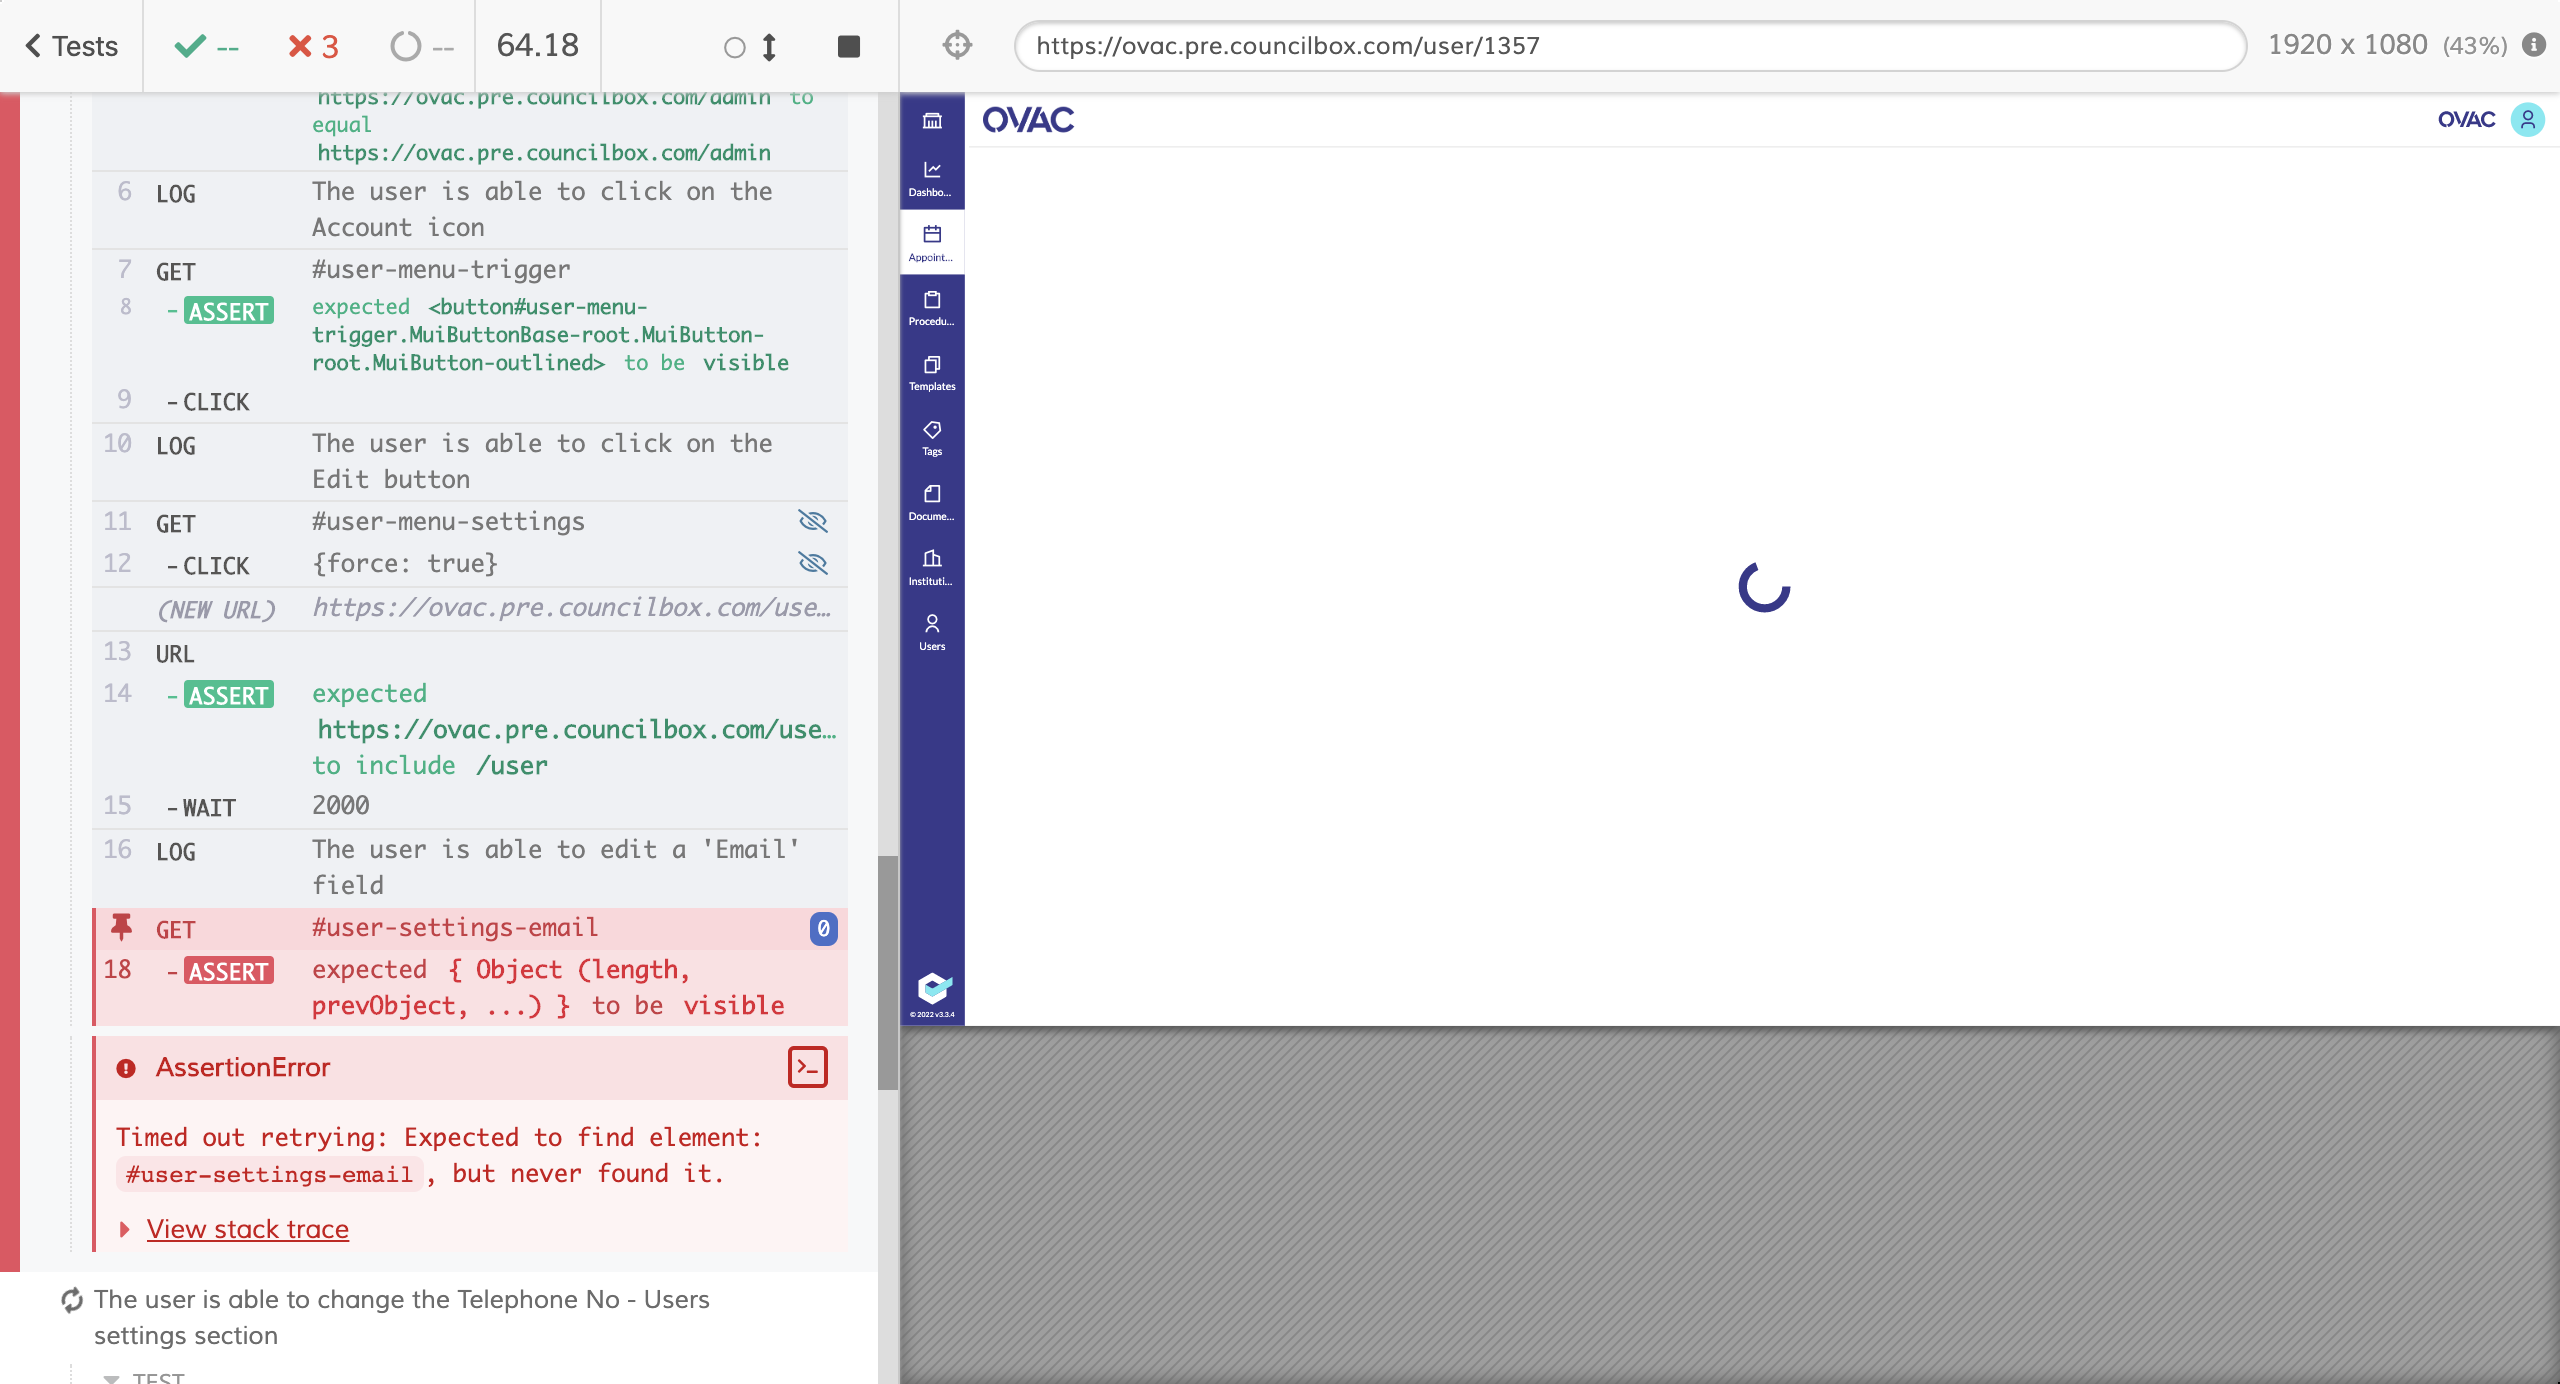 Tests
--
3
--
64.18
https://ovac.pre.councilbox.com/user/1357
1920 x 1080 (43%)
https://ovac.pre.councilbox.com/admin to
equal
https://ovac.pre.councilbox.com/admin
6 LOG The user is able to click on the
Account icon
7 GET #user-menu-trigger
8 -ASSERT expected <button#user-menu-
trigger.MuiButtonBase-root.MuiButton-
root.MuiButton-outlined> to be visible
9 -CLICK
10 LOG The user is able to click on the
Edit button
11 GET #user-menu-settings
12 -CLICK {force: true}
(NEW URL) https://ovac.pre.councilbox.com/use…
13 URL
14 -ASSERT expected
https://ovac.pre.councilbox.com/use…
to include /user
15 -WAIT 2000
16 LOG The user is able to edit a 'Email'
field
GET #user-settings-email 0
18 -ASSERT expected { Object (length,
prevObject, ...) } to be visible
AssertionError
Timed out retrying: Expected to find element:
#user-settings-email, but never found it.
View stack trace
The user is able to change the Telephone No - Users
settings section
TEST
OVAC
OVAC
Dashbo...
Appoint...
Procedu...
Templates
Tags
Docume...
Instituti...
Users
© 2022 v3.3.4